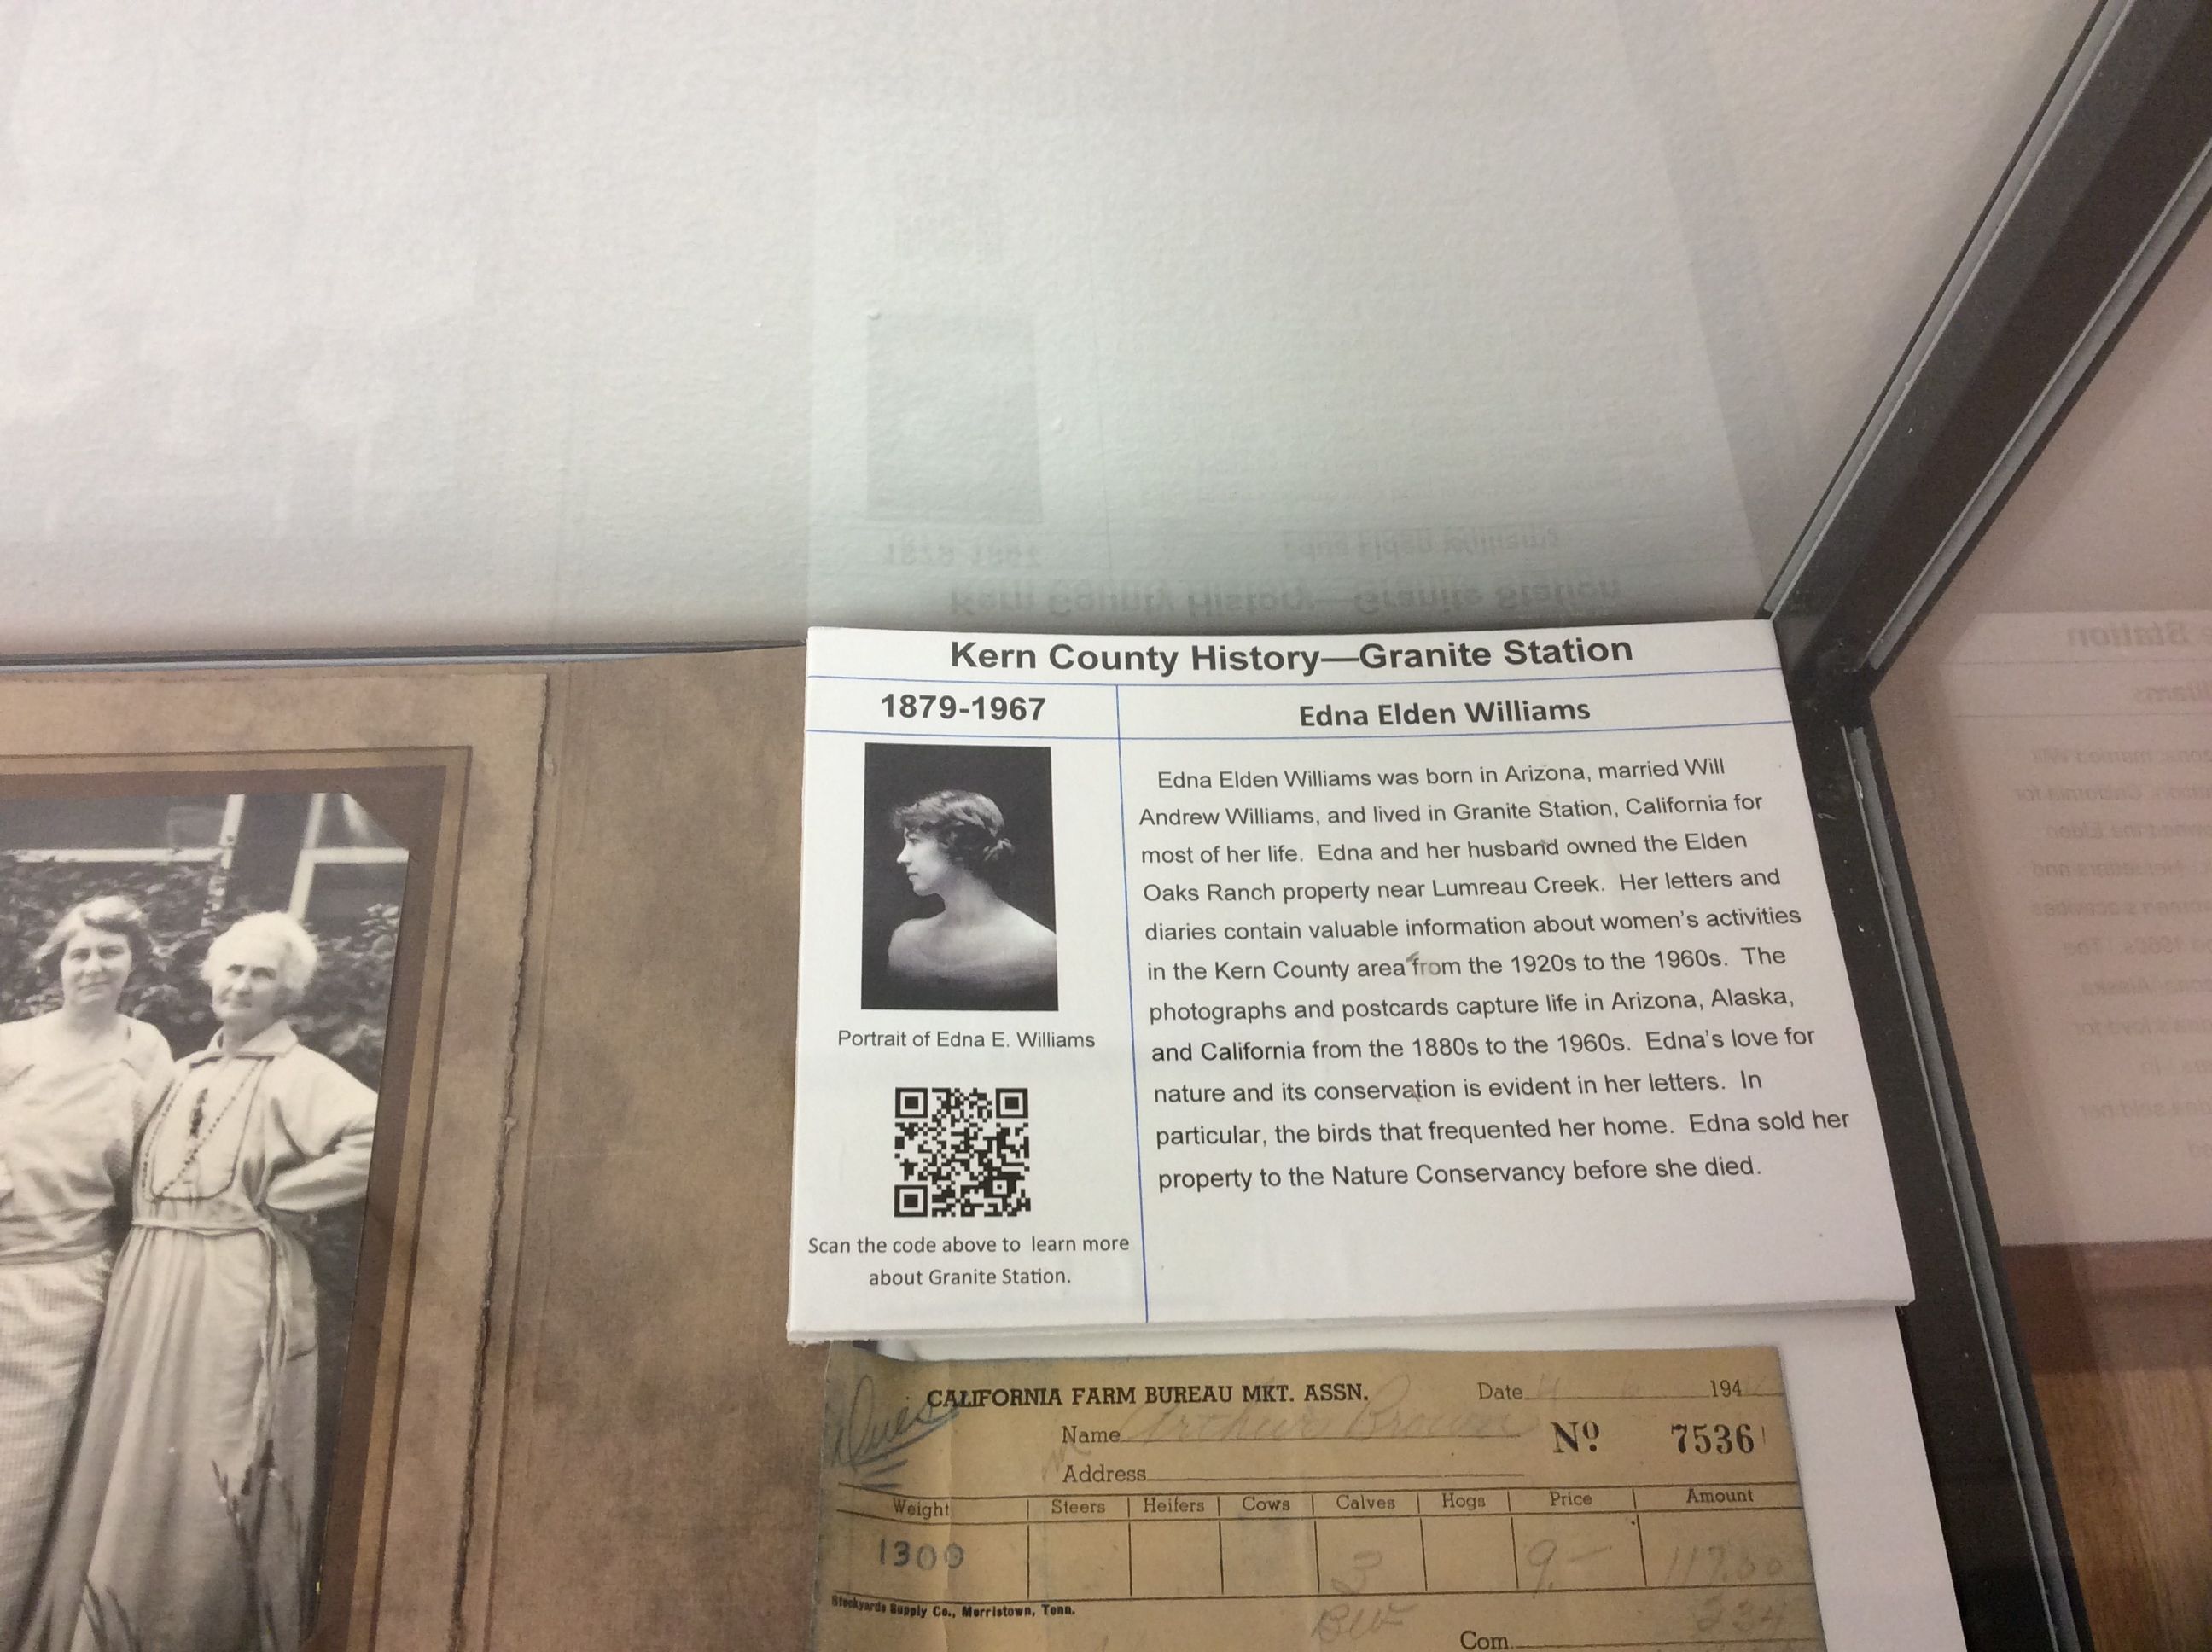 Kern County History—Granite Station
1879-1967
Edna Elden Williams
Portrait of Edna E. Williams
Scan the code above to learn more
about Granite Station.
Edna Elden Williams was born in Arizona, married Will
Andrew Williams, and lived in Granite Station, California for
most of her life. Edna and her husband owned the Elden
Oaks Ranch property near Lumreau Creek. Her letters and
diaries contain valuable information about women's activities
in the Kern County area from the 1920s to the 1960s. The
photographs and postcards capture life in Arizona, Alaska,
and California from the 1880s to the 1960s. Edna's love for
nature and its conservation is evident in her letters. In
particular, the birds that frequented her home. Edna sold her
property to the Nature Conservancy before she died.
CALIFORNIA FARM BUREAU MKT. ASSN. Date 194
Name Arthur Brown Nº 7536
Address
Weight Steers Heifers Cows Calves Hogs Price Amount
1300 3 9.— 117.00
Stockyards Supply Co., Morristown, Tenn.
234
Com.